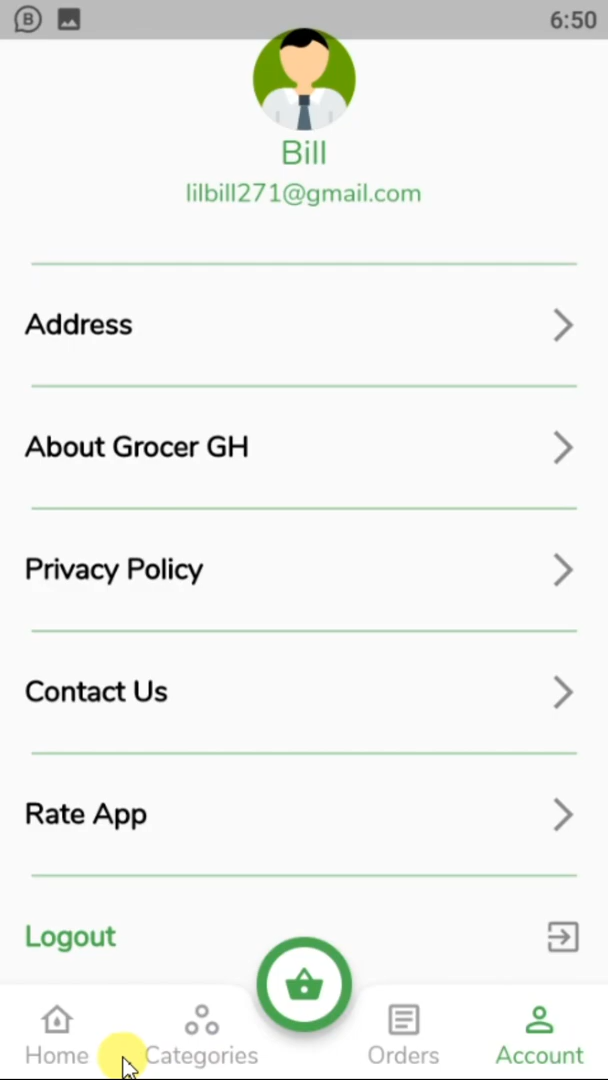 B 6:50
Bill
lilbill271@gmail.com
Address
About Grocer GH
Privacy Policy
Contact Us
Rate App
Logout
Home Categories Orders Account